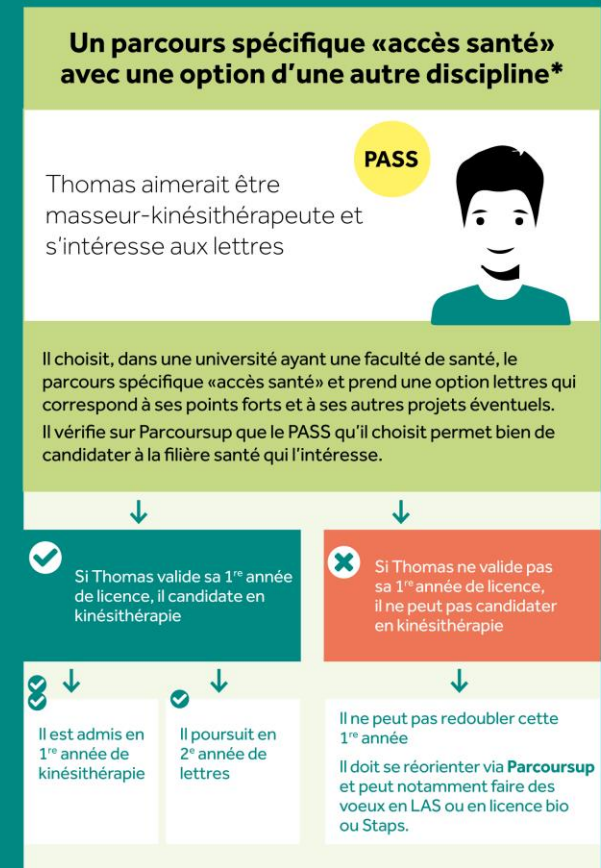 Un parcours spécifique «accès santé»
avec une option d’une autre discipline*
PASS
Thomas aimerait être
masseur-kinésithérapeute et
s’intéresse aux lettres
Il choisit, dans une université ayant une faculté de santé, le
parcours spécifique «accès santé» et prend une option lettres qui
correspond à ses points forts et à ses autres projets éventuels.
Il vérifie sur Parcoursup que le PASS qu’il choisit permet bien de
candidater à la filière santé qui l’intéresse.
Si Thomas valide sa 1re année
de licence, il candidate en
kinésithérapie
Si Thomas ne valide pas
sa 1re année de licence,
il ne peut pas candidater
en kinésithérapie
Il est admis en
1re année de
kinésithérapie
Il poursuit en
2e année de
lettres
Il ne peut pas redoubler cette
1re année
Il doit se réorienter via Parcoursup
et peut notamment faire des
voeux en LAS ou en licence bio
ou Staps.